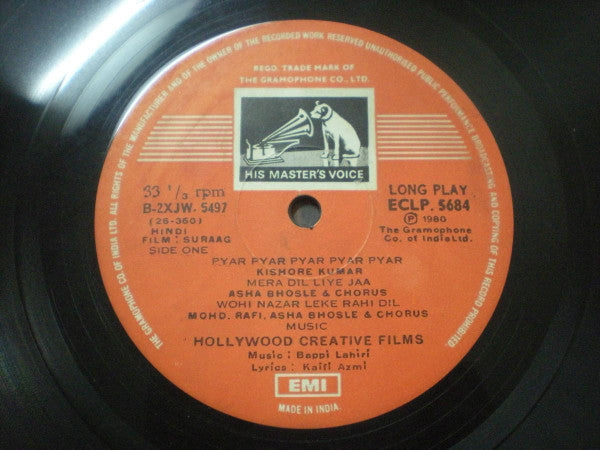 OF THE MANUFACTURER AND OF THE OWNER OF THE RECORDED WORK RESERVED UNAUTHORISED PUBLIC PERFORMANCE BROADCASTING AND COPYING OF THIS RECORD PROHIBITED.
THE GRAMOPHONE CO. OF INDIA LTD. ALL RIGHTS
REGD. TRADE MARK OF
THE GRAMOPHONE CO., LTD.
HIS MASTER'S VOICE
33 1/3 rpm
B-2XJW. 5497
(26-350)
HINDI
FILM : SURAAG
SIDE ONE
LONG PLAY
ECLP. 5684
Ⓟ 1980
The Gramophone
Co. of India Ltd.
PYAR PYAR PYAR PYAR PYAR
KISHORE KUMAR
MERA DIL LIYE JAA
ASHA BHOSLE & CHORUS
WOHI NAZAR LEKE RAHI DIL
MOHD. RAFI, ASHA BHOSLE & CHORUS
MUSIC
HOLLYWOOD CREATIVE FILMS
Music : Bappi Lahiri
Lyrics : Kaifi Azmi
EMI
MADE IN INDIA